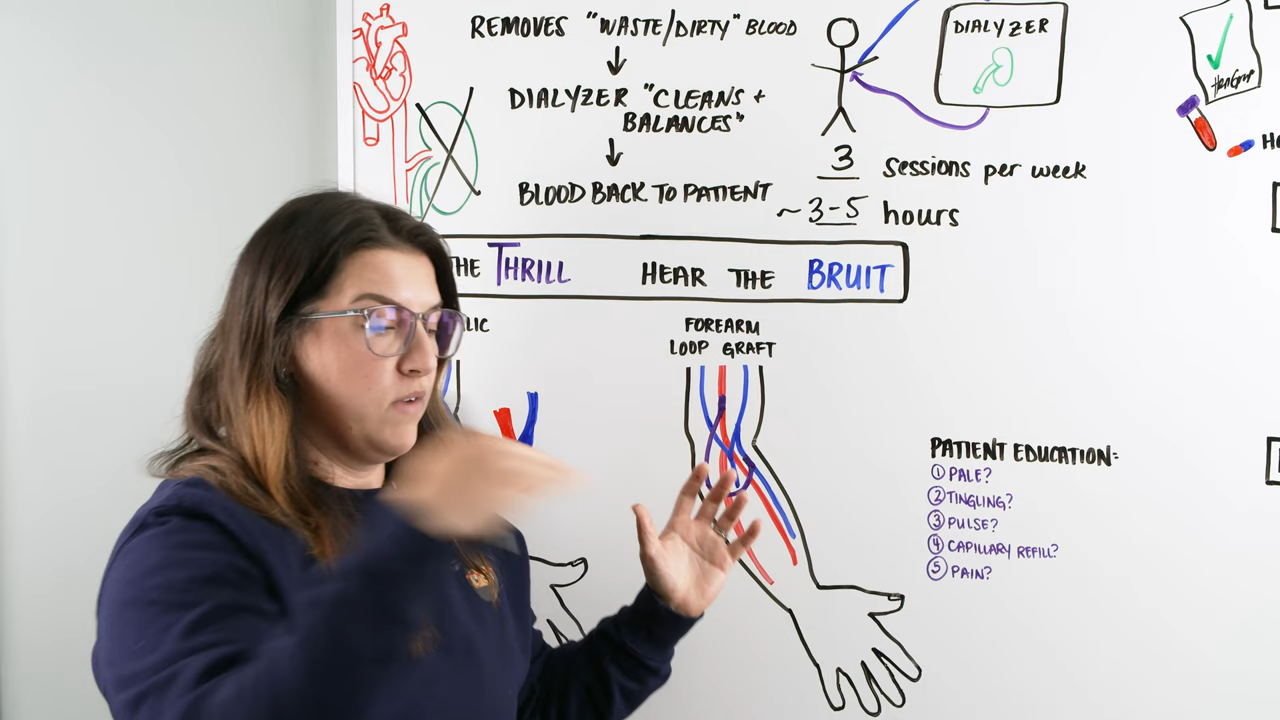 REMOVES "WASTE/DIRTY" BLOOD
DIALYZER "CLEANS +
BALANCES"
BLOOD BACK TO PATIENT
DIALYZER
3 sessions per week
~3-5 hours
THRILL HEAR THE BRUIT
FOREARM
LOOP GRAFT
PATIENT EDUCATION:
① PALE?
② TINGLING?
③ PULSE?
④ CAPILLARY REFILL?
⑤ PAIN?